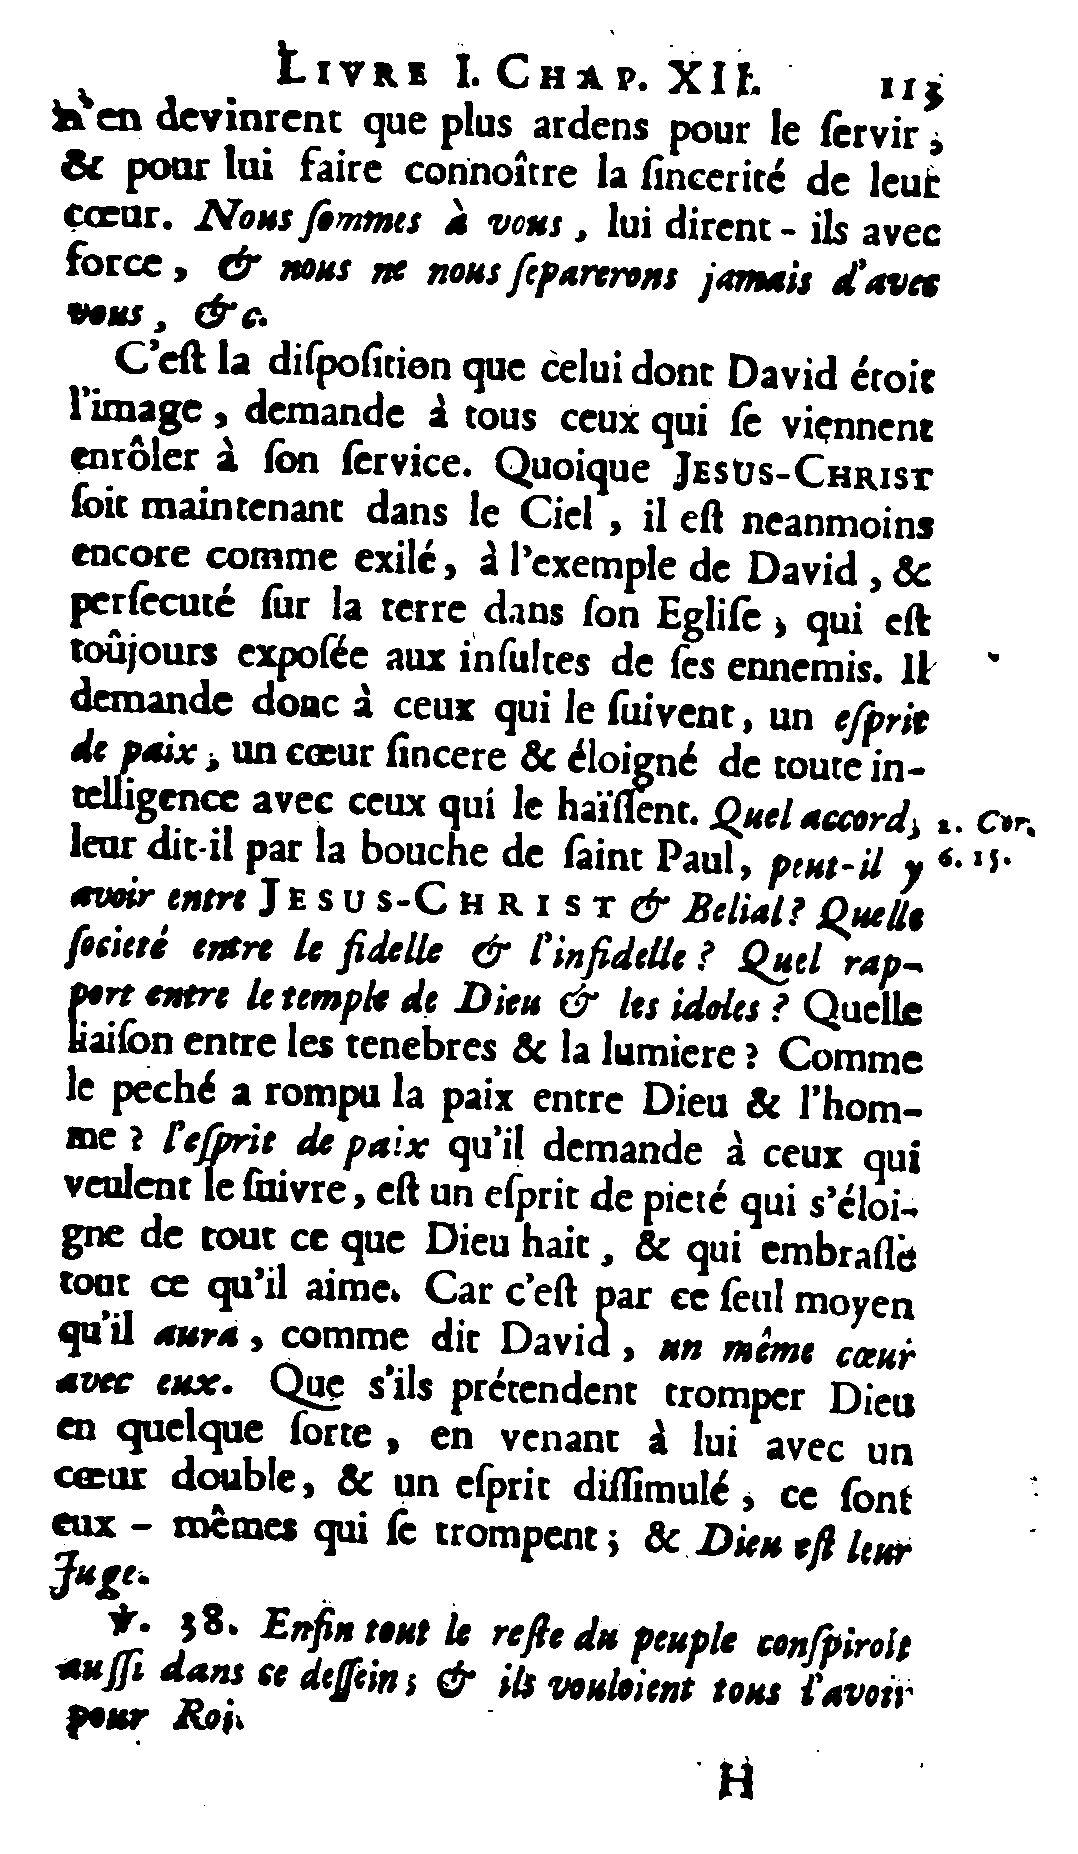 LIVRE I. CHAP. XII. 113
n'en devinrent que plus ardens pour le ſervir,
& pour lui faire connoître la ſincerité de leur
cœur. Nous ſommes à vous, lui dirent-ils avec
force, & nous ne nous ſeparerons jamais d'avec
vous, &c.
C'eſt la diſpoſition que celui dont David étoit
l'image, demande à tous ceux qui ſe viennent
enrôler à ſon ſervice. Quoique JESUS-CHRIST
ſoit maintenant dans le Ciel, il eſt neanmoins
encore comme exilé, à l'exemple de David, &
perſecuté ſur la terre dans ſon Egliſe, qui eſt
toûjours expoſée aux inſultes de ſes ennemis. Il
demande donc à ceux qui le ſuivent, un eſprit
de paix, un cœur ſincere & éloigné de toute in-
telligence avec ceux qui le haïſſent. Quel accord, 2. Cor.
leur dit-il par la bouche de ſaint Paul, peut-il y 6. 15.
avoir entre JESUS-CHRIST & Belial? Quelle
ſocieté entre le fidelle & l'infidelle? Quel rap-
port entre le temple de Dieu & les idoles? Quelle
liaiſon entre les tenebres & la lumiere? Comme
le peché a rompu la paix entre Dieu & l'hom-
me? l'eſprit de paix qu'il demande à ceux qui
veulent le ſuivre, eſt un eſprit de pieté qui s'éloi-
gne de tout ce que Dieu hait, & qui embraſſe
tout ce qu'il aime. Car c'eſt par ce ſeul moyen
qu'il aura, comme dit David, un même cœur
avec eux. Que s'ils prétendent tromper Dieu
en quelque ſorte, en venant à lui avec un
cœur double, & un eſprit diſſimulé, ce ſont
eux-mêmes qui ſe trompent; & Dieu eſt leur
Juge.
℣. 38. Enfin tout le reſte du peuple conſpiroit
auſſi dans ce deſſein; & ils vouloient tous l'avoir
pour Roi.
H